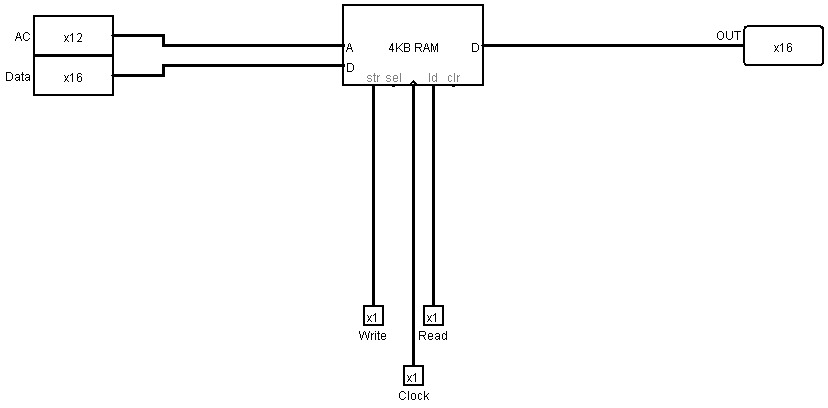 AC x12
Data x16
A 4KB RAM D
D
str sel ld clr
OUT x16
x1
Write
x1
Read
x1
Clock